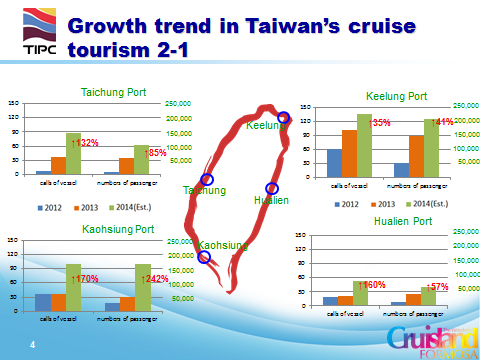 TIPC
Growth trend in Taiwan's cruise
tourism 2-1
Taichung Port
150
120
90
60
30
0
250,000
200,000
150,000
100,000
50,000
↑132%
↑85%
calls of vessel
numbers of passenger
2012
2013
2014(Est.)
Keelung Port
150
120
90
60
30
0
250,000
200,000
150,000
100,000
50,000
↑35%
↑41%
calls of vessel
numbers of passenger
2012
2013
2014(Est.)
Keelung
Taichung
Hualien
Kaohsiung
Kaohsiung Port
150
120
90
60
30
0
250,000
200,000
150,000
100,000
50,000
↑170%
↑242%
calls of vessel
numbers of passenger
Hualien Port
150
120
90
60
30
0
250,000
200,000
150,000
100,000
50,000
↑160%
↑57%
calls of vessel
numbers of passenger
4
FORMOSA